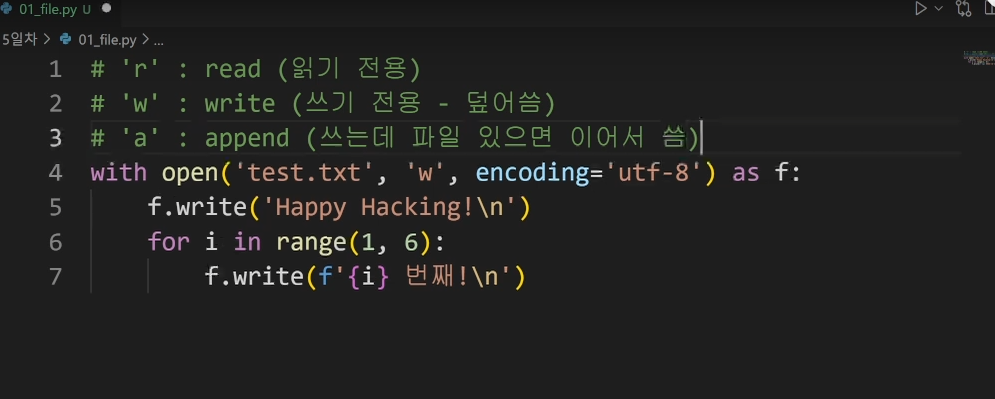 01_file.py U
5일차 > 01_file.py > ...
1 # 'r' : read (읽기 전용)
2 # 'w' : write (쓰기 전용 - 덮어씀)
3 # 'a' : append (쓰는데 파일 있으면 이어서 씀)
4 with open('test.txt', 'w', encoding='utf-8') as f:
5     f.write('Happy Hacking!\n')
6     for i in range(1, 6):
7         f.write(f'{i} 번째!\n')